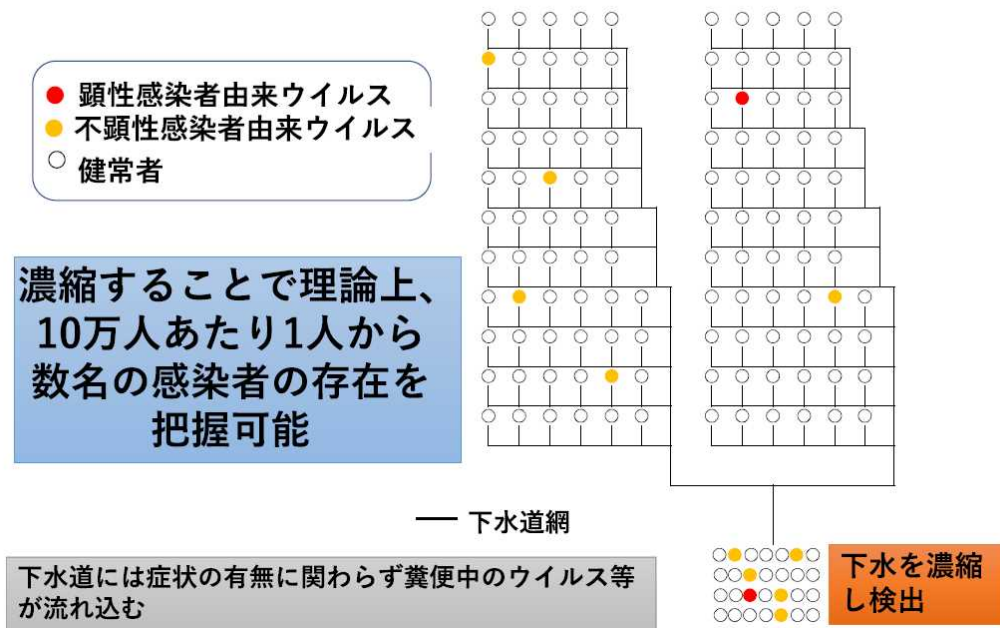 顕性感染者由来ウイルス
不顕性感染者由来ウイルス
健常者
濃縮することで理論上、
10万人あたり1人から
数名の感染者の存在を
把握可能
下水道網
下水道には症状の有無に関わらず糞便中のウイルス等
が流れ込む
下水を濃縮
し検出